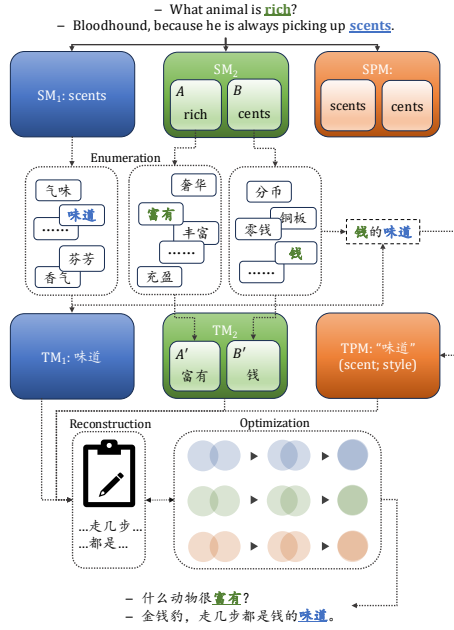 – What animal is rich?
– Bloodhound, because he is always picking up scents.
SM1: scents
SM2
A
rich
B
cents
SPM:
scents
cents
Enumeration
气味
味道
……
芬芳
香气
奢华
富有
丰富
……
充盈
分币
铜板
零钱
钱
……
钱的味道
TM1: 味道
TM2
A′
富有
B′
钱
TPM: “味道”
(scent; style)
Reconstruction
…走几步…
…都是…
Optimization
– 什么动物很富有？
– 金钱豹，走几步都是钱的味道。